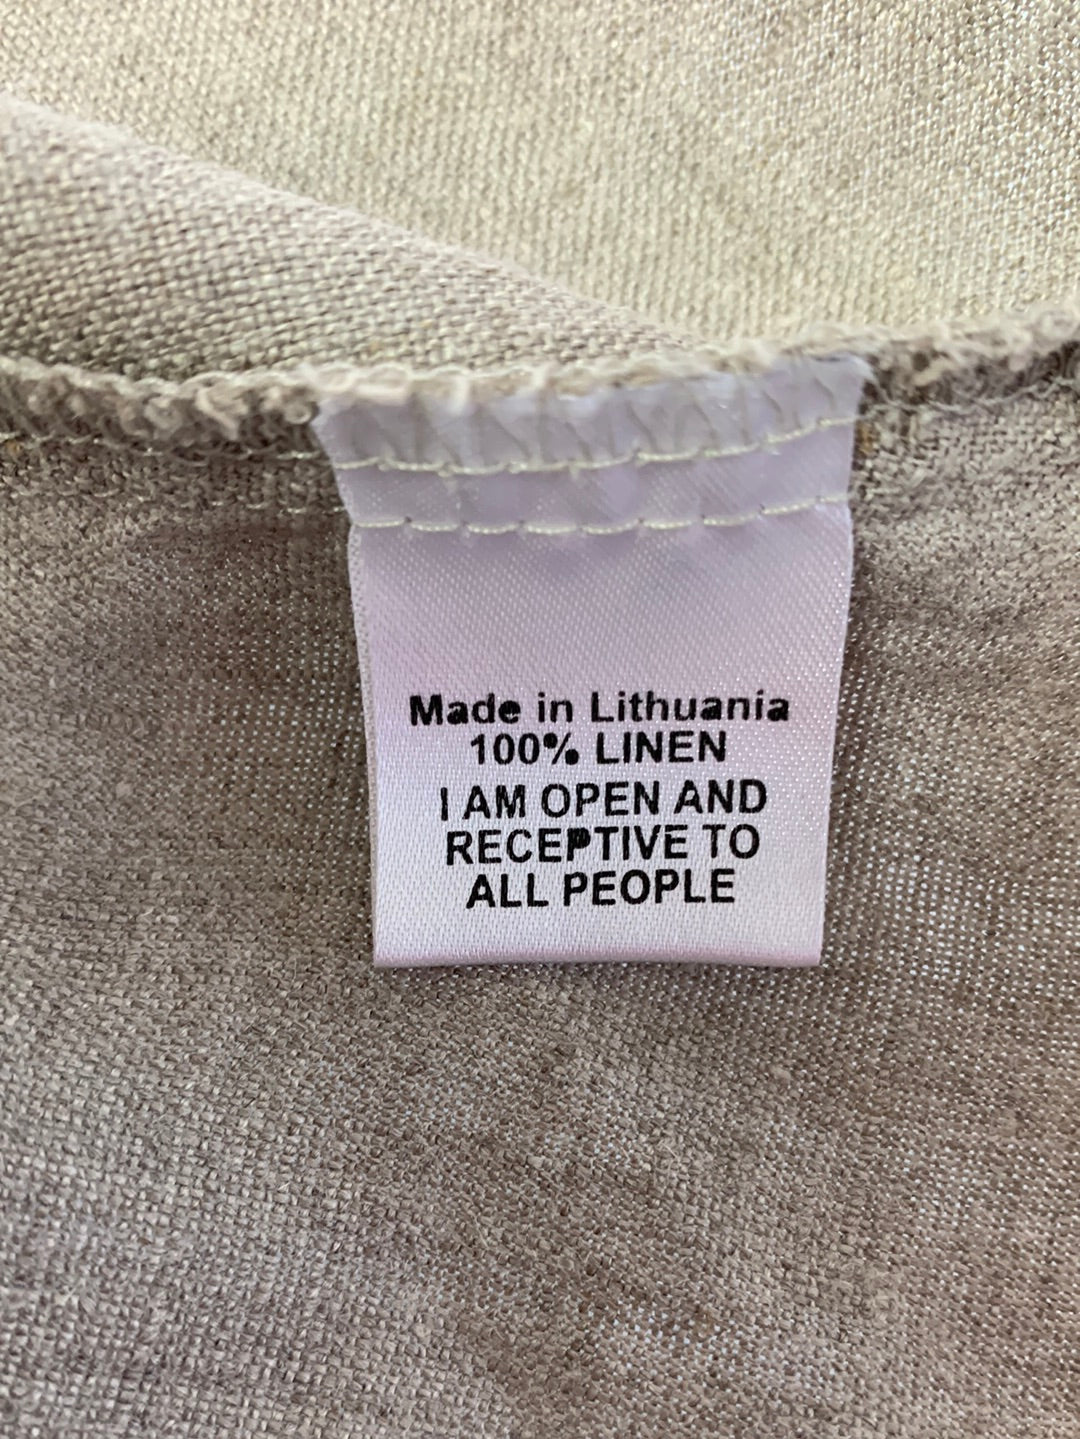 Made in Lithuania
100% LINEN
I AM OPEN AND
RECEPTIVE TO
ALL PEOPLE